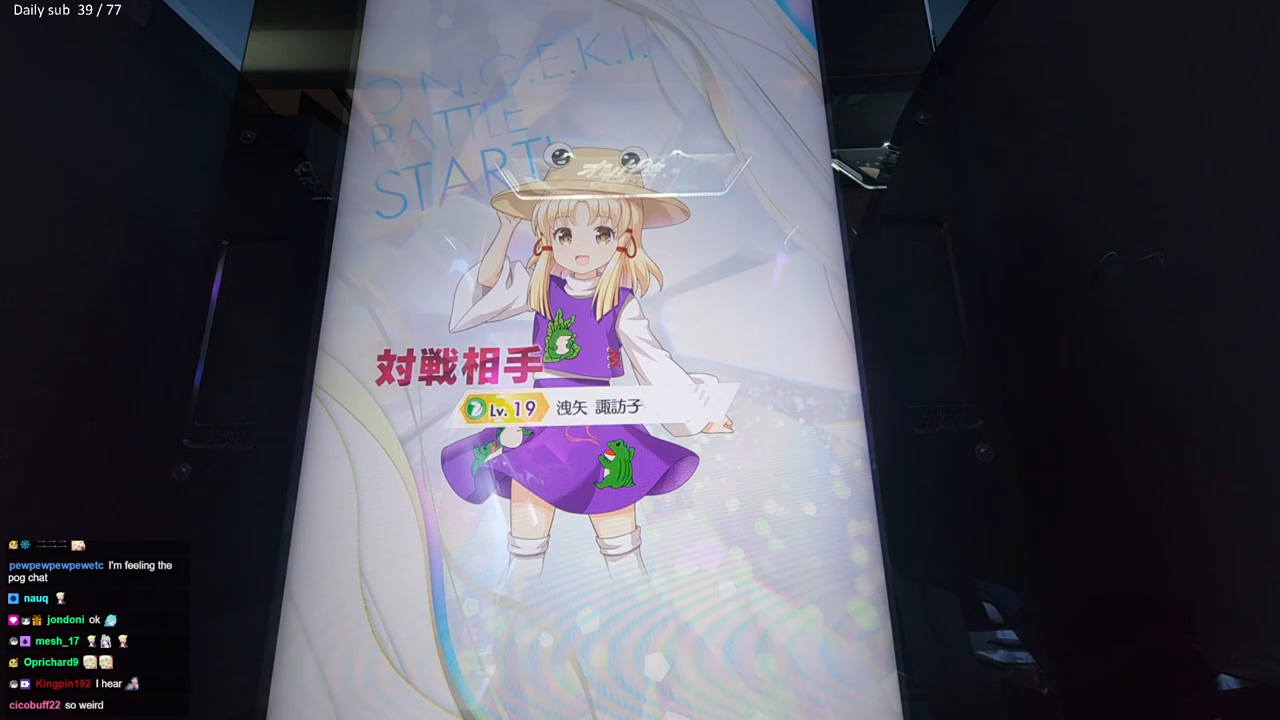 Daily sub 39 / 77
O.N.G.E.K.I.
BATTLE
START!
対戦相手
Lv. 19 洩矢 諏訪子
pewpewpewpewetc I'm feeling the
pog chat
nauq
jondoni ok
mesh_17
Oprichard9
Kingpin192 I hear
cicobuff22 so weird